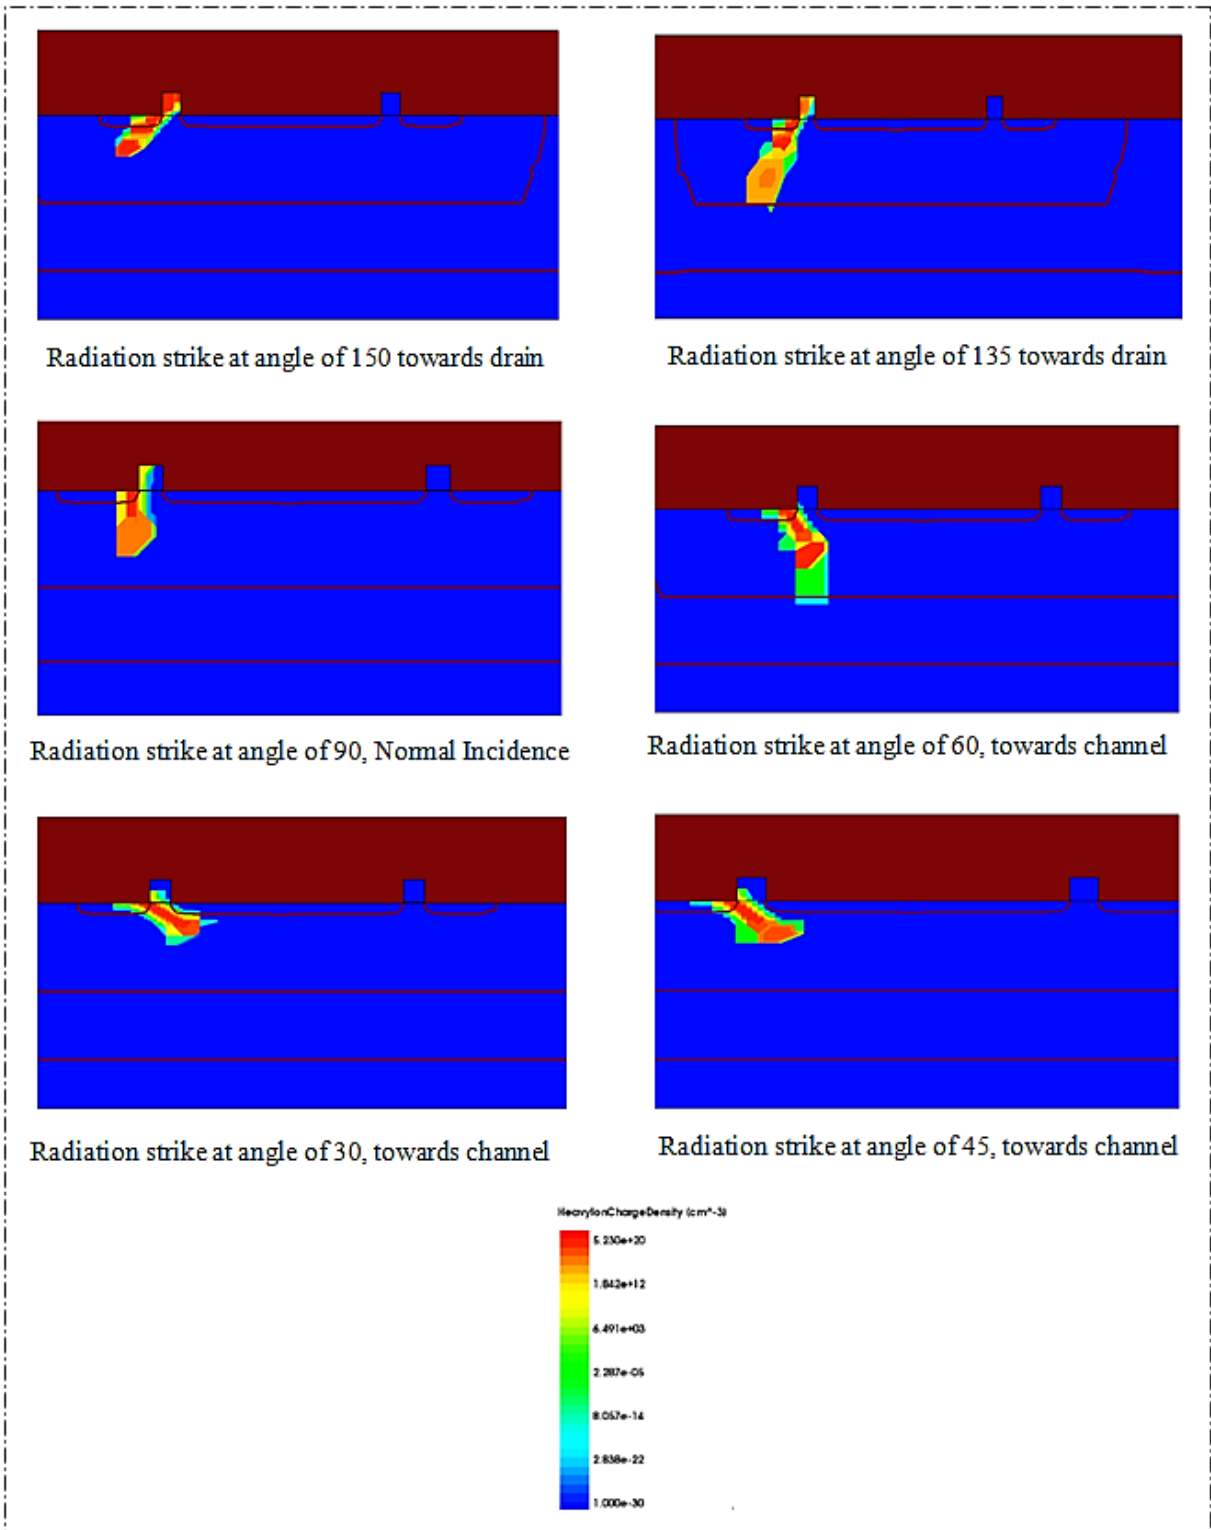 Radiation strike at angle of 150 towards drain
Radiation strike at angle of 135 towards drain
Radiation strike at angle of 90, Normal Incidence
Radiation strike at angle of 60, towards channel
Radiation strike at angle of 30, towards channel
Radiation strike at angle of 45, towards channel
HeavyIonChargeDensity (cm^-3)
5.230e+20
1.842e+12
6.491e+03
2.287e-05
8.057e-14
2.838e-22
1.000e-30